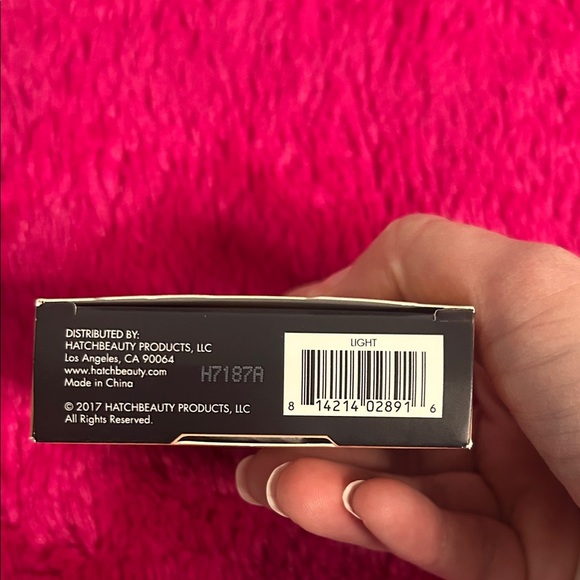 DISTRIBUTED BY:
HATCHBEAUTY PRODUCTS, LLC
Los Angeles, CA 90064
www.hatchbeauty.com
Made in China
H7187A
© 2017 HATCHBEAUTY PRODUCTS, LLC
All Rights Reserved.
LIGHT
8 14214 02891 6